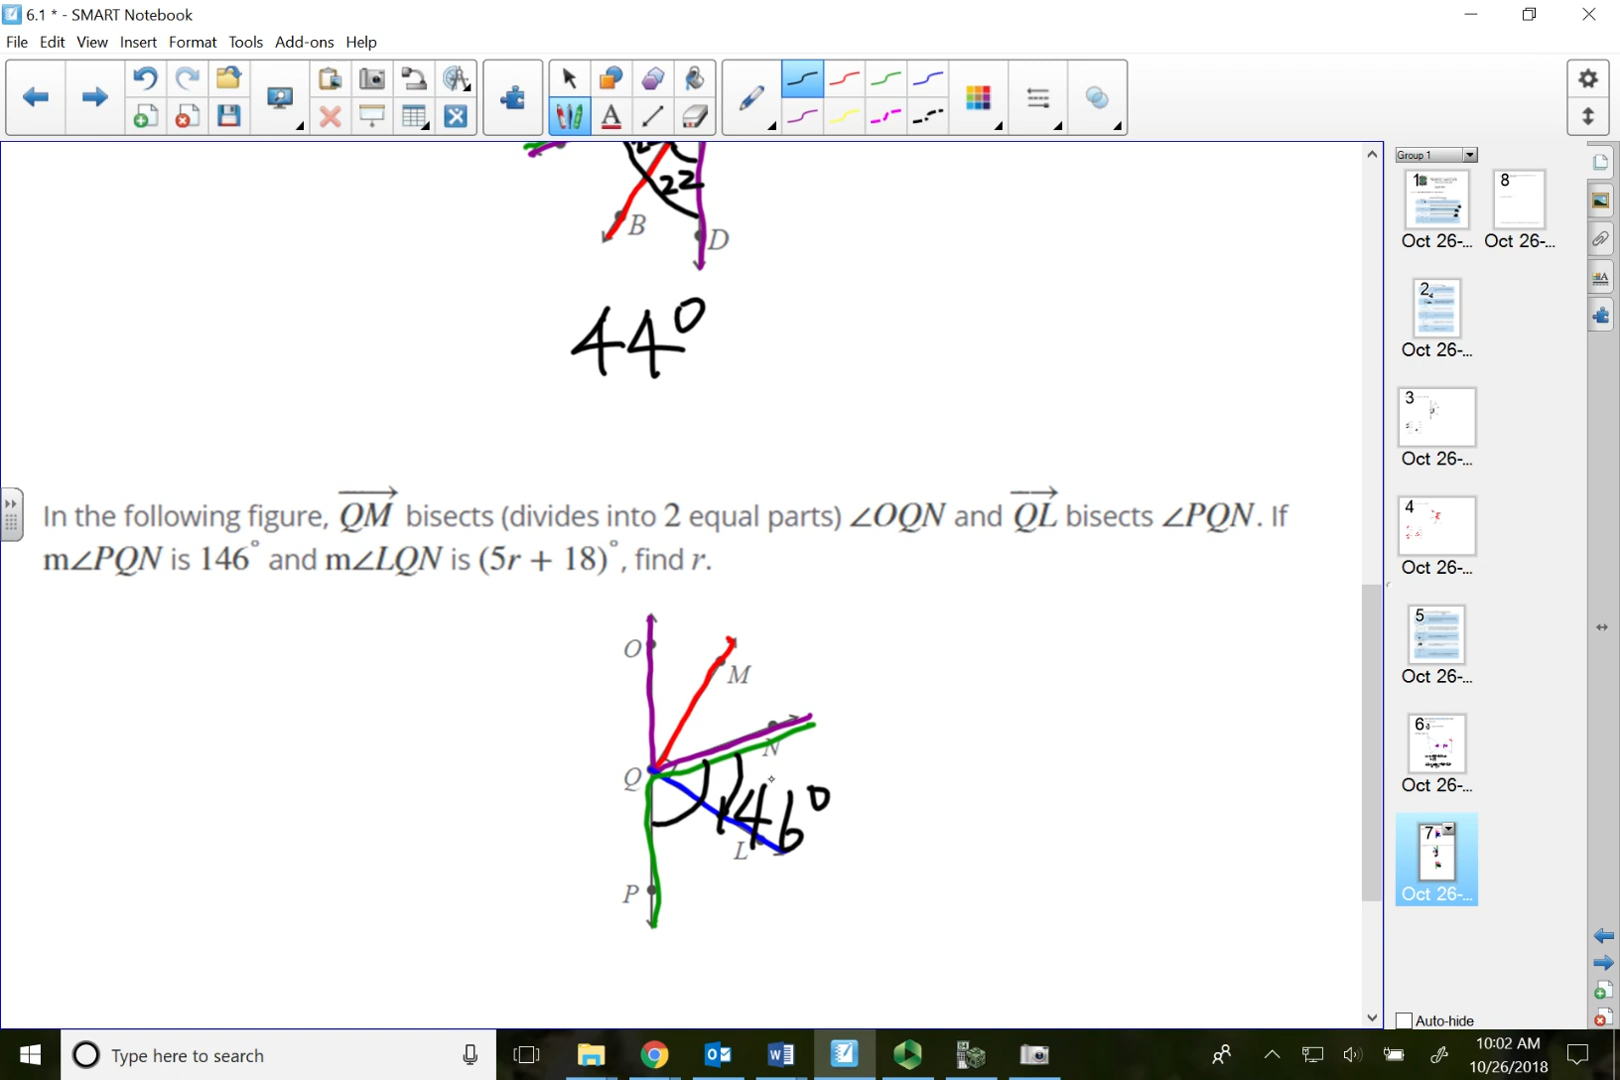 6.1 * - SMART Notebook
File Edit View Insert Format Tools Add-ons Help
A
Group 1
22
B
D
44°
In the following figure, →QM bisects (divides into 2 equal parts) ∠OQN and →QL bisects ∠PQN. If
m∠PQN is 146° and m∠LQN is (5r + 18)°, find r.
O
M
N
Q
146°
L
P
1
Oct 26-...
8
Oct 26-...
2
Oct 26-...
3
Oct 26-...
4
Oct 26-...
5
Oct 26-...
6
Oct 26-...
7
Oct 26-...
Auto-hide
Type here to search
10:02 AM
10/26/2018